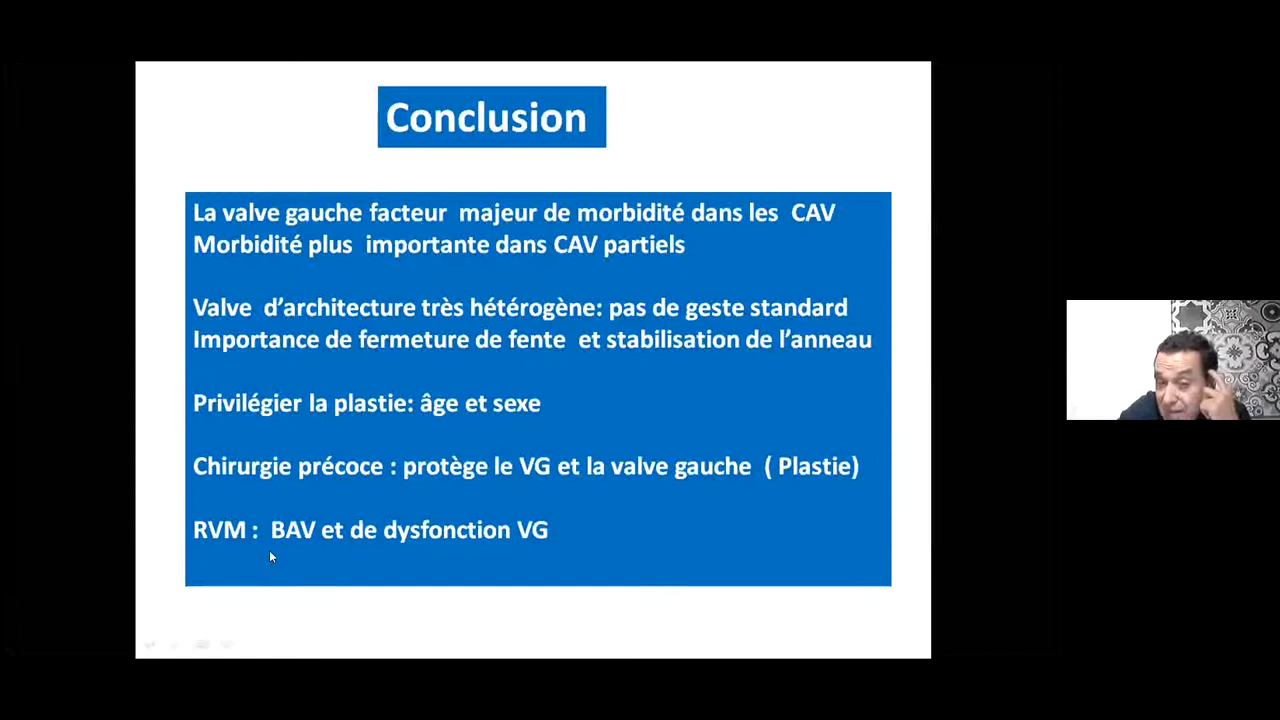 Conclusion
La valve gauche facteur majeur de morbidité dans les CAV
Morbidité plus importante dans CAV partiels
Valve d’architecture très hétérogène: pas de geste standard
Importance de fermeture de fente et stabilisation de l’anneau
Privilégier la plastie: âge et sexe
Chirurgie précoce : protège le VG et la valve gauche ( Plastie)
RVM : BAV et de dysfonction VG